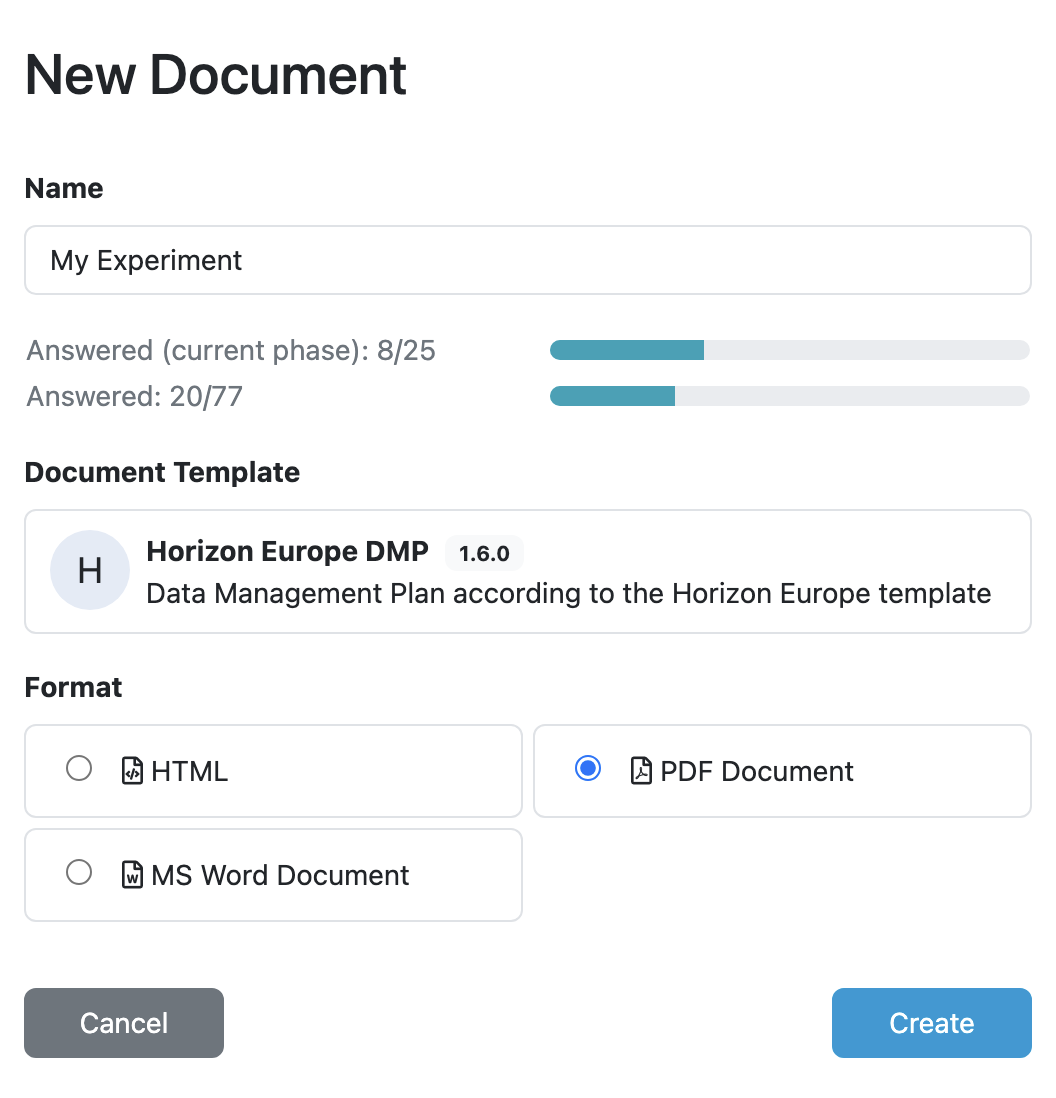 New Document
Name
My Experiment
Answered (current phase): 8/25
Answered: 20/77
Document Template
H
Horizon Europe DMP 1.6.0
Data Management Plan according to the Horizon Europe template
Format
HTML
PDF Document
MS Word Document
Cancel
Create